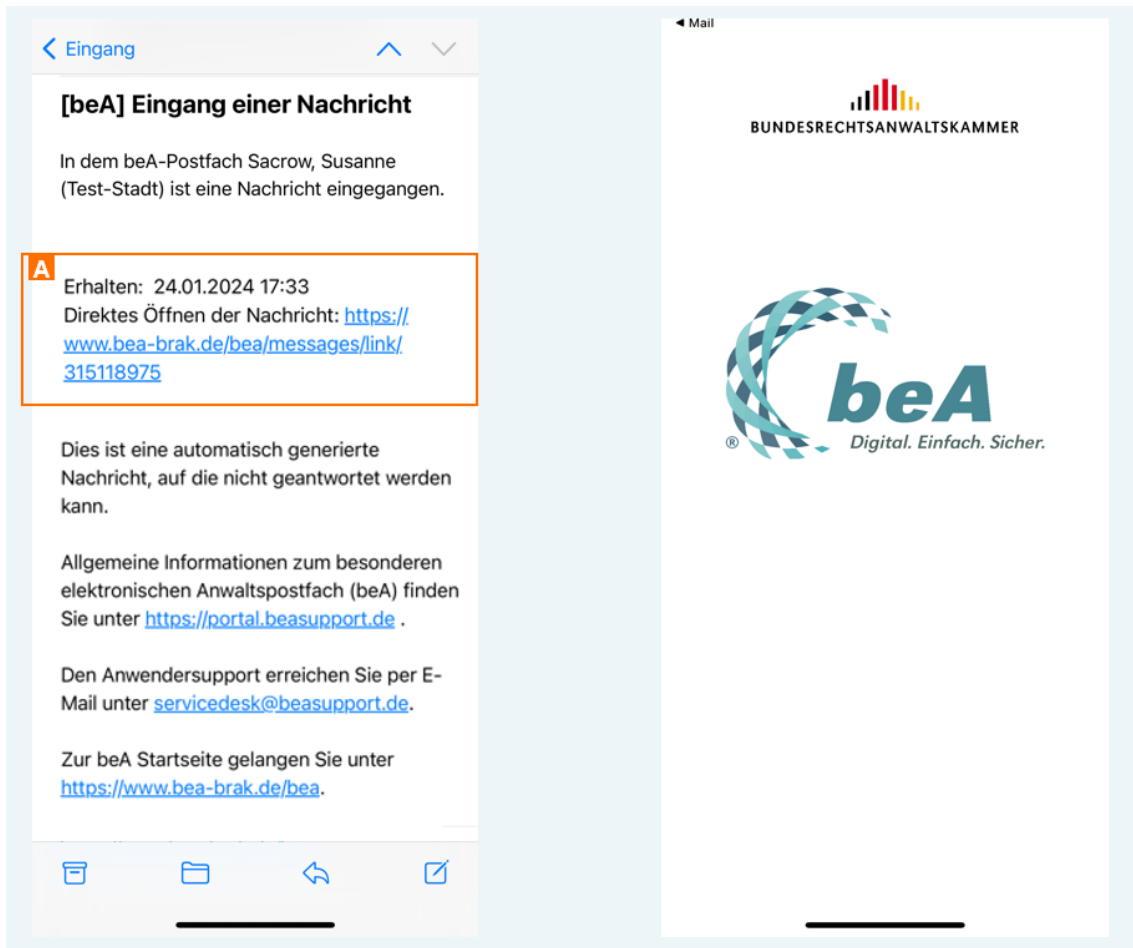 Eingang
[beA] Eingang einer Nachricht
In dem beA-Postfach Sacrow, Susanne
(Test-Stadt) ist eine Nachricht eingegangen.
A
Erhalten: 24.01.2024 17:33
Direktes Öffnen der Nachricht: https://
www.bea-brak.de/bea/messages/link/
315118975
Dies ist eine automatisch generierte
Nachricht, auf die nicht geantwortet werden
kann.
Allgemeine Informationen zum besonderen
elektronischen Anwaltspostfach (beA) finden
Sie unter https://portal.beasupport.de .
Den Anwendersupport erreichen Sie per E-
Mail unter servicedesk@beasupport.de.
Zur beA Startseite gelangen Sie unter
https://www.bea-brak.de/bea.
◀ Mail
BUNDESRECHTSANWALTSKAMMER
beA
® Digital. Einfach. Sicher.